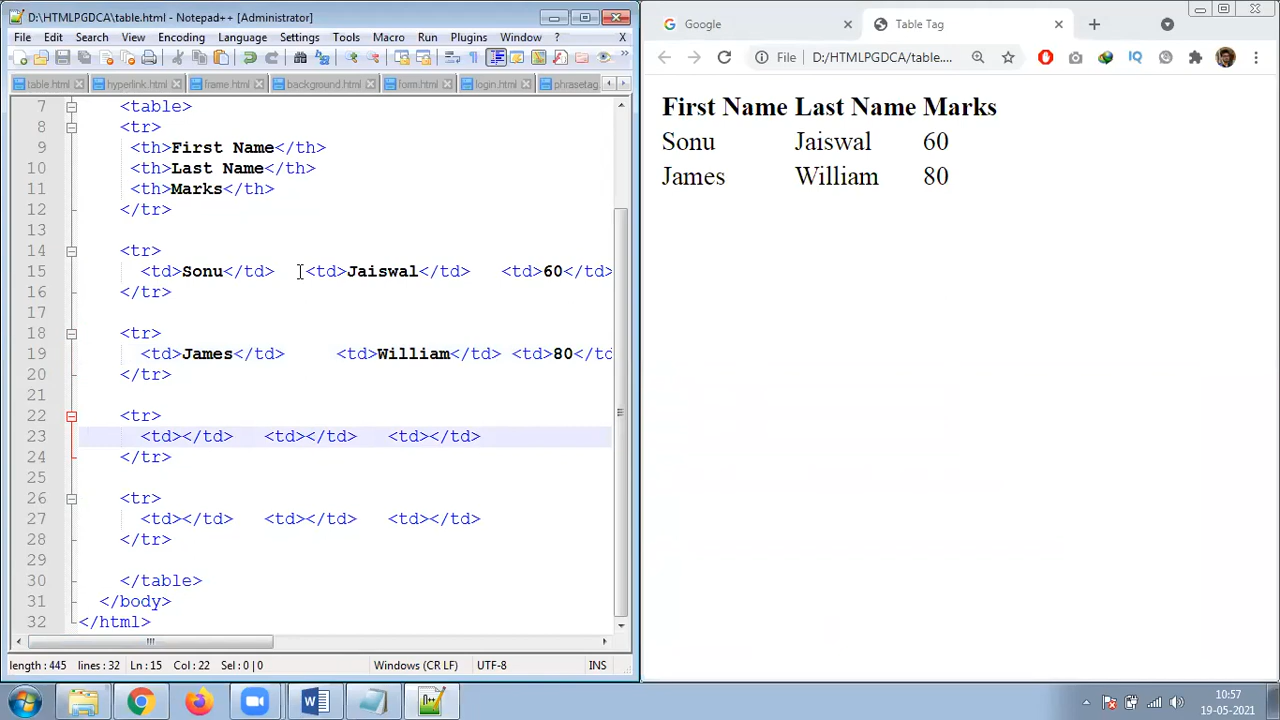 D:\HTMLPGDCA\table.html - Notepad++ [Administrator]
File Edit Search View Encoding Language Settings Tools Macro Run Plugins Window ? X
table.html hyperlink.html frame.html background.html form.html login.html phrasetag
7 <table>
8 <tr>
9 <th>First Name</th>
10 <th>Last Name</th>
11 <th>Marks</th>
12 </tr>
13
14 <tr>
15 <td>Sonu</td> <td>Jaiswal</td> <td>60</td>
16 </tr>
17
18 <tr>
19 <td>James</td> <td>William</td> <td>80</td
20 </tr>
21
22 <tr>
23 <td></td> <td></td> <td></td>
24 </tr>
25
26 <tr>
27 <td></td> <td></td> <td></td>
28 </tr>
29
30 </table>
31 </body>
32 </html>
length : 445 lines : 32 Ln : 15 Col : 22 Sel : 0 | 0 Windows (CR LF) UTF-8 INS
Google Table Tag
File D:/HTMLPGDCA/table....
First Name Last Name Marks
Sonu Jaiswal 60
James William 80
10:57
19-05-2021